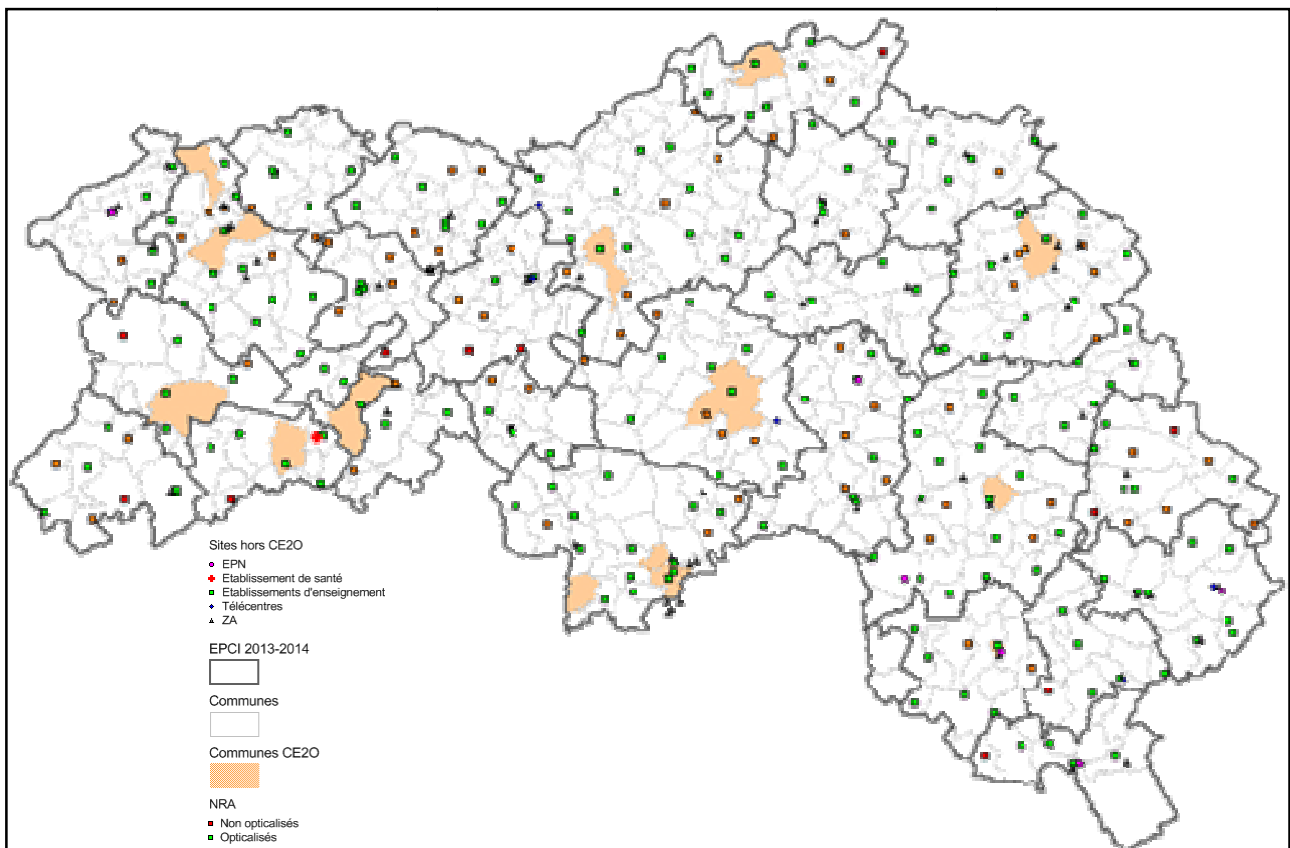 Sites hors CE2O
EPN
Etablissement de santé
Etablissements d'enseignement
Télécentres
ZA
EPCI 2013-2014
Communes
Communes CE2O
NRA
Non opticalisés
Opticalisés